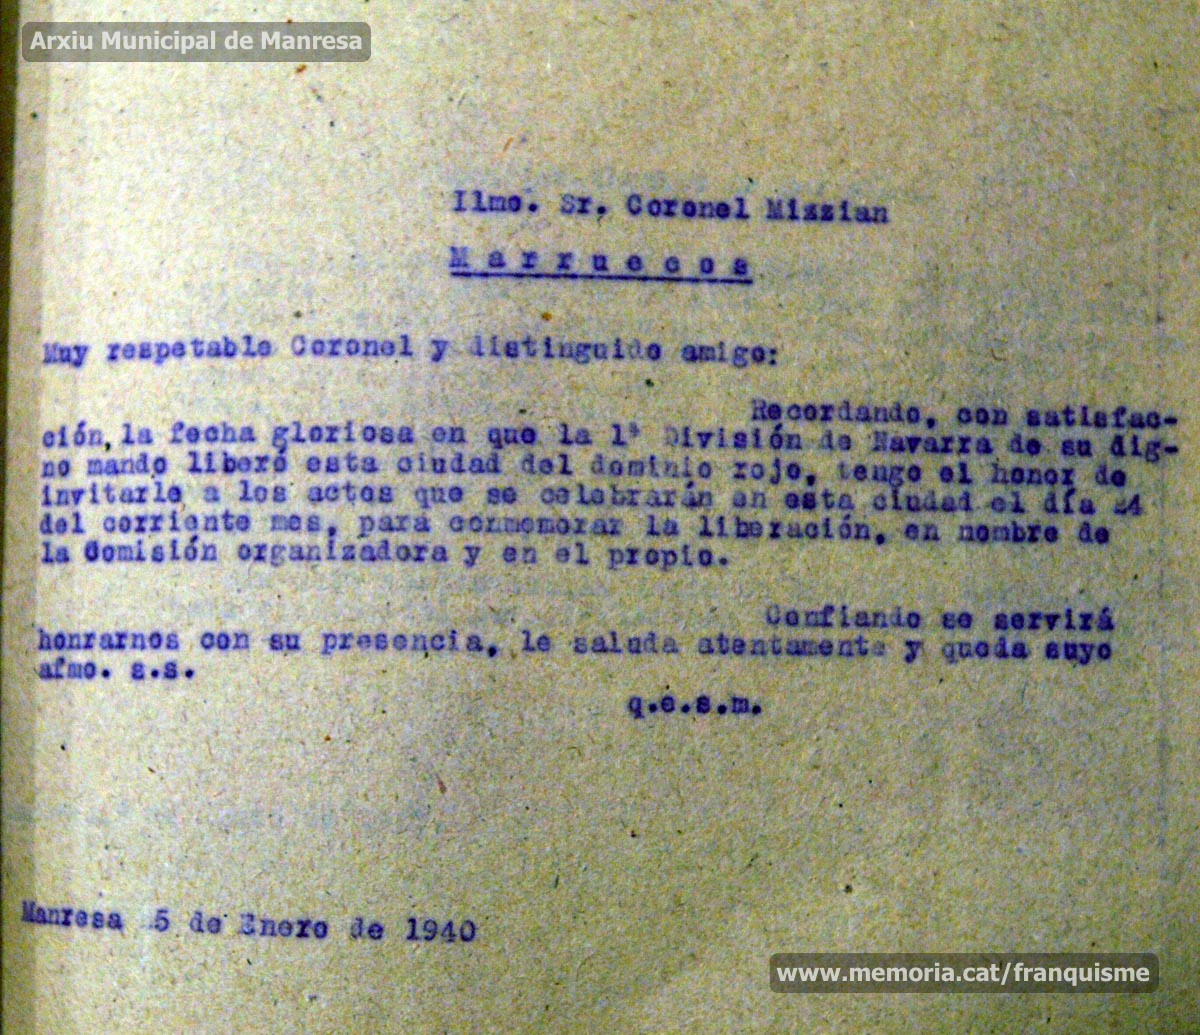 Arxiu Municipal de Manresa
Ilmo. Sr. Coronel Mizzian
Marruecos
Muy respetable Coronel y distinguido amigo:
Recordando, con satisfac-
ción, la fecha gloriosa en que la 1ª División de Navarra de su dig-
no mando liberó esta ciudad del dominio rojo, tengo el honor de
invitarle a los actos que se celebrarán en esta ciudad el día 24
del corriente mes, para conmemorar la liberación, en nombre de
la Comisión organizadora y en el propio.
Confiando se servirá
honrarnos con su presencia, le saluda atentamente y queda suyo
afmo. s.s.
q.e.s.m.
Manresa 15 de Enero de 1940
www.memoria.cat/franquisme